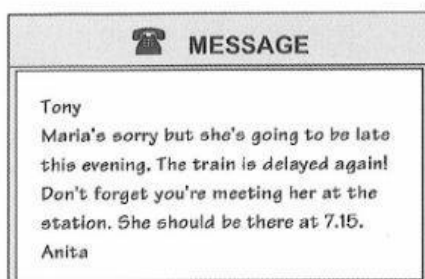 MESSAGE
Tony
Maria's sorry but she's going to be late
this evening. The train is delayed again!
Don't forget you're meeting her at the
station. She should be there at 7.15.
Anita